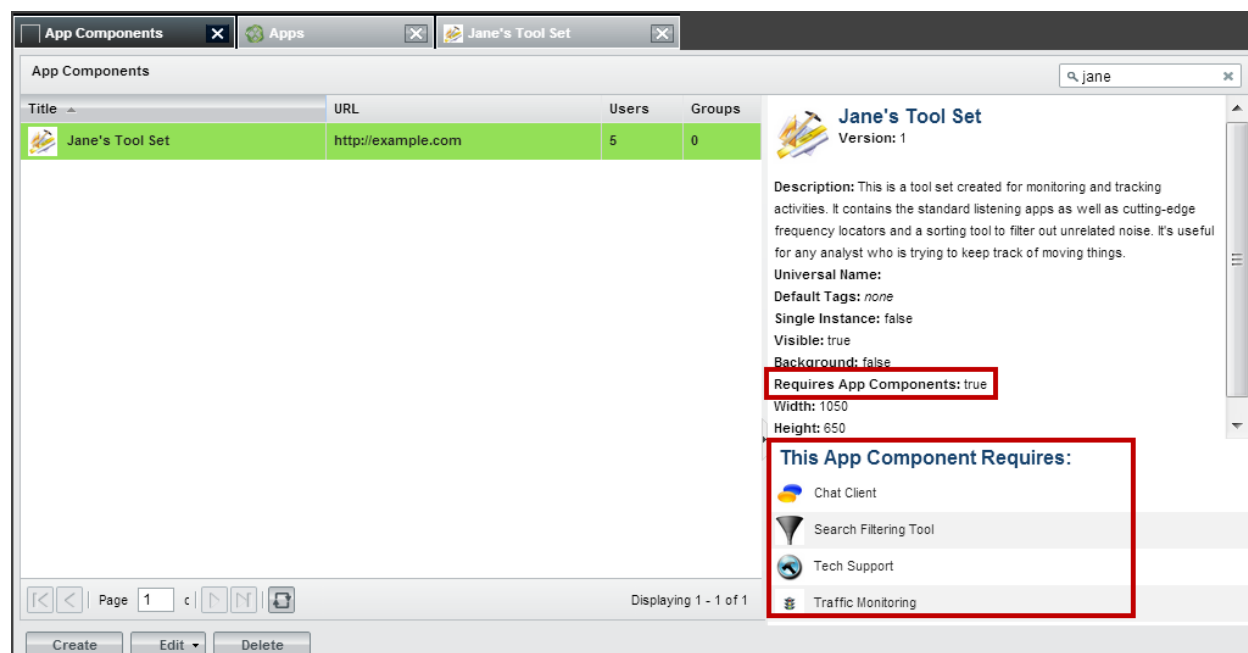 App Components
Apps
Jane's Tool Set
App Components
jane
Title URL Users Groups
Jane's Tool Set http://example.com 5 0
Jane's Tool Set
Version: 1
Description: This is a tool set created for monitoring and tracking
activities. It contains the standard listening apps as well as cutting-edge
frequency locators and a sorting tool to filter out unrelated noise. It's useful
for any analyst who is trying to keep track of moving things.
Universal Name:
Default Tags: none
Single Instance: false
Visible: true
Background: false
Requires App Components: true
Width: 1050
Height: 650
This App Component Requires:
Chat Client
Search Filtering Tool
Tech Support
Traffic Monitoring
Page 1 c
Displaying 1 - 1 of 1
Create Edit Delete